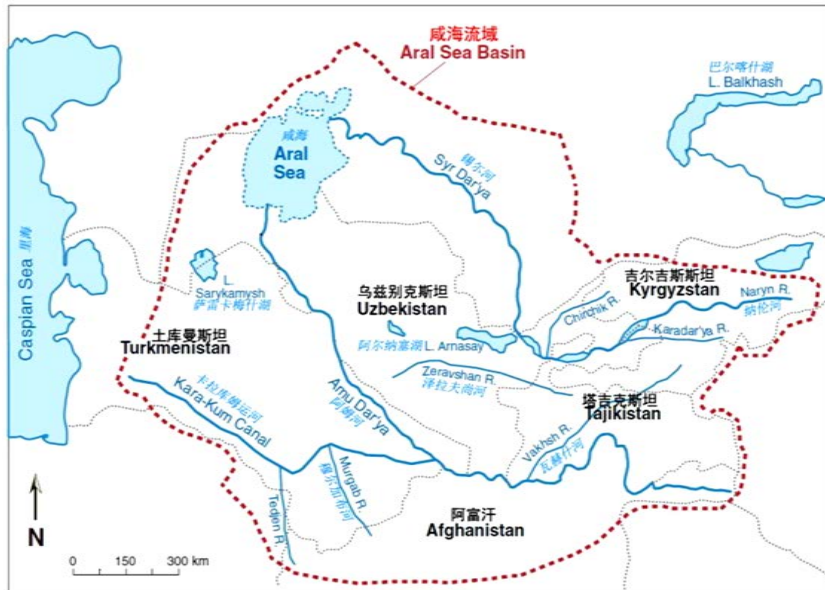 咸海流域
Aral Sea Basin
巴尔喀什湖
L. Balkhash
咸海
Aral
Sea
锡尔河
Syr Dar'ya
Caspian Sea 里海
L.
Sarykamysh
萨雷卡梅什湖
乌兹别克斯坦
Uzbekistan
吉尔吉斯斯坦
Kyrgyzstan
Naryn R.
纳伦河
Chirchik R.
Karadar'ya R.
土库曼斯坦
Turkmenistan
阿尔纳塞湖 L. Arnasay
Zeravshan R.
泽拉夫尚河
塔吉克斯坦
Tajikistan
卡拉库姆运河
Kara-Kum Canal
Amu Dar'ya
阿姆河
Vakhsh R.
瓦赫什河
Murgab R.
穆尔加布河
Tedjen R.
阿富汗
Afghanistan
N
0 150 300 km